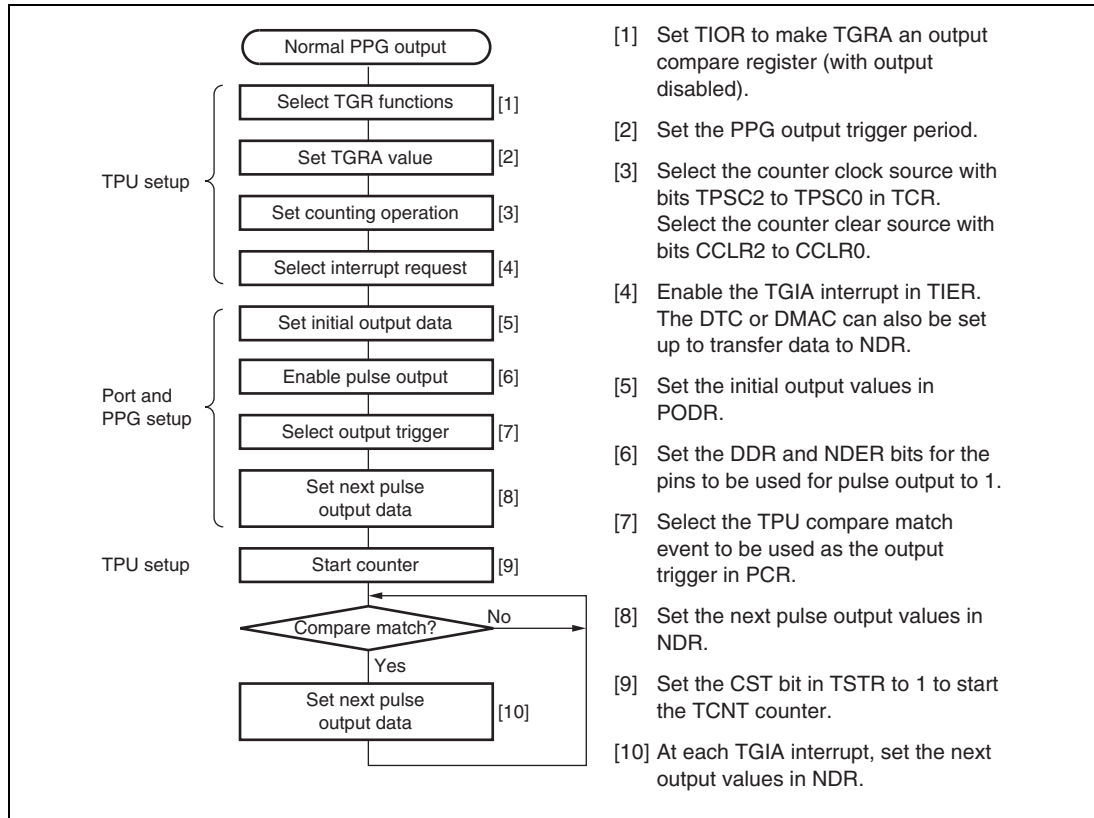 Normal PPG output
Select TGR functions [1]
Set TGRA value [2]
TPU setup
Set counting operation [3]
Select interrupt request [4]
Set initial output data [5]
Enable pulse output [6]
Port and
PPG setup
Select output trigger [7]
Set next pulse
output data
[8]
TPU setup
Start counter [9]
Compare match?
No
Yes
Set next pulse
output data
[10]
[1] Set TIOR to make TGRA an output
compare register (with output
disabled).
[2] Set the PPG output trigger period.
[3] Select the counter clock source with
bits TPSC2 to TPSC0 in TCR.
Select the counter clear source with
bits CCLR2 to CCLR0.
[4] Enable the TGIA interrupt in TIER.
The DTC or DMAC can also be set
up to transfer data to NDR.
[5] Set the initial output values in
PODR.
[6] Set the DDR and NDER bits for the
pins to be used for pulse output to 1.
[7] Select the TPU compare match
event to be used as the output
trigger in PCR.
[8] Set the next pulse output values in
NDR.
[9] Set the CST bit in TSTR to 1 to start
the TCNT counter.
[10] At each TGIA interrupt, set the next
output values in NDR.